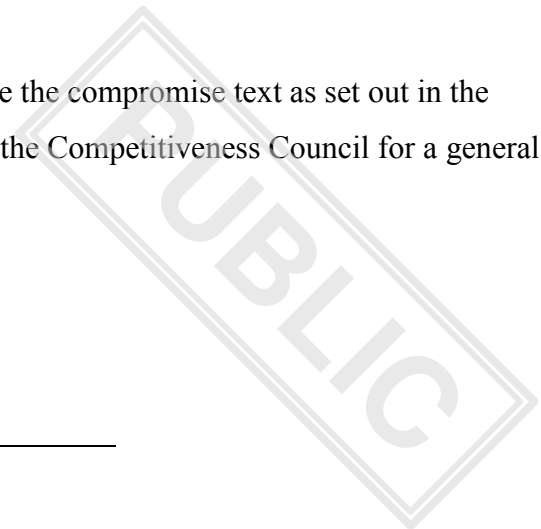 e the compromise text as set out in the
the Competitiveness Council for a general
PUBLIC